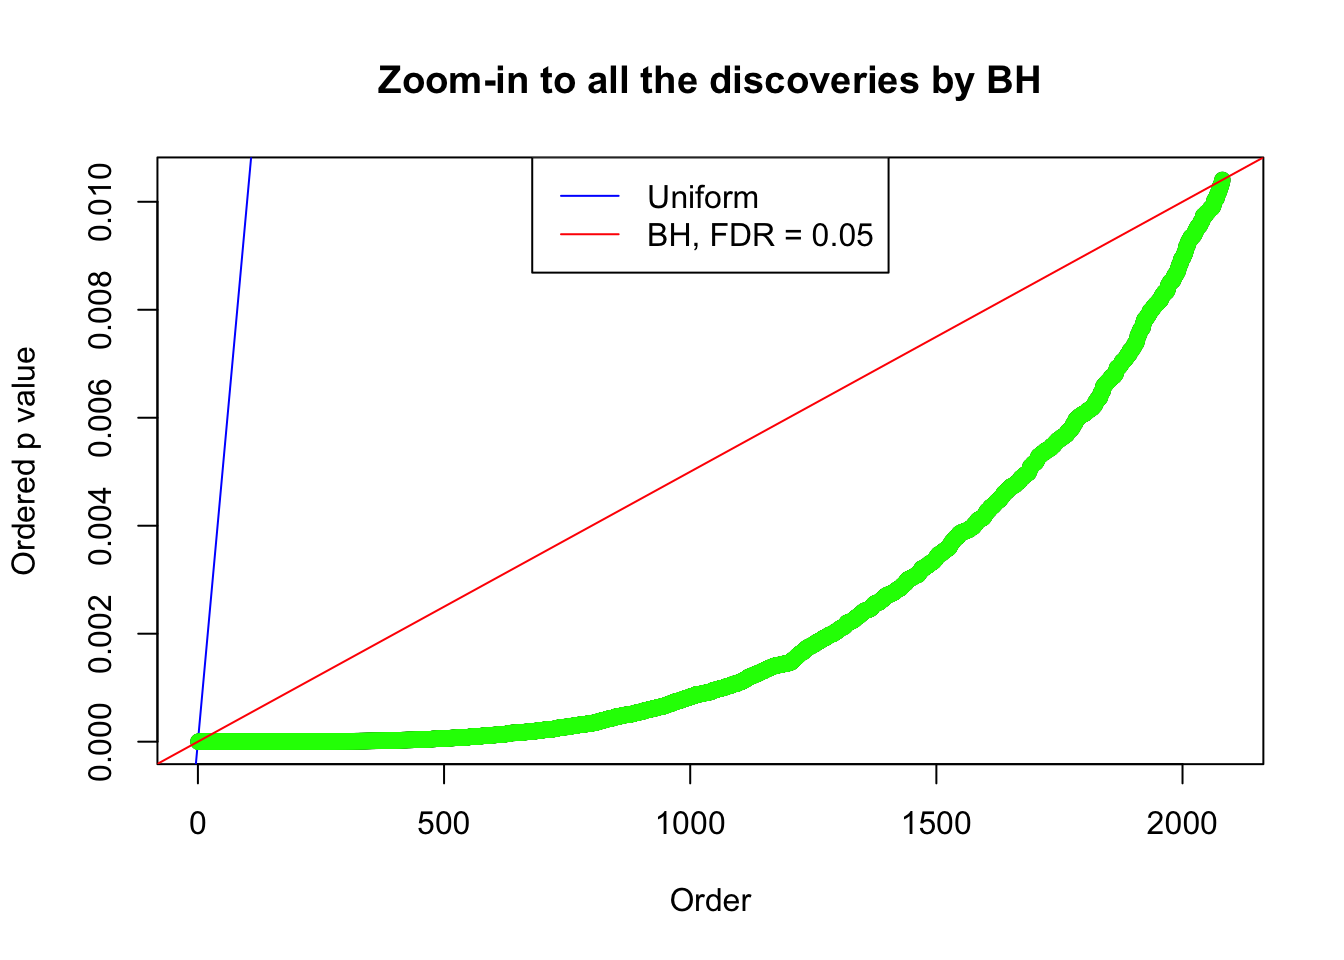 Zoom-in to all the discoveries by BH
Uniform
BH, FDR = 0.05
Ordered p value
0.010
0.008
0.006
0.004
0.002
0.000
0 500 1000 1500 2000
Order